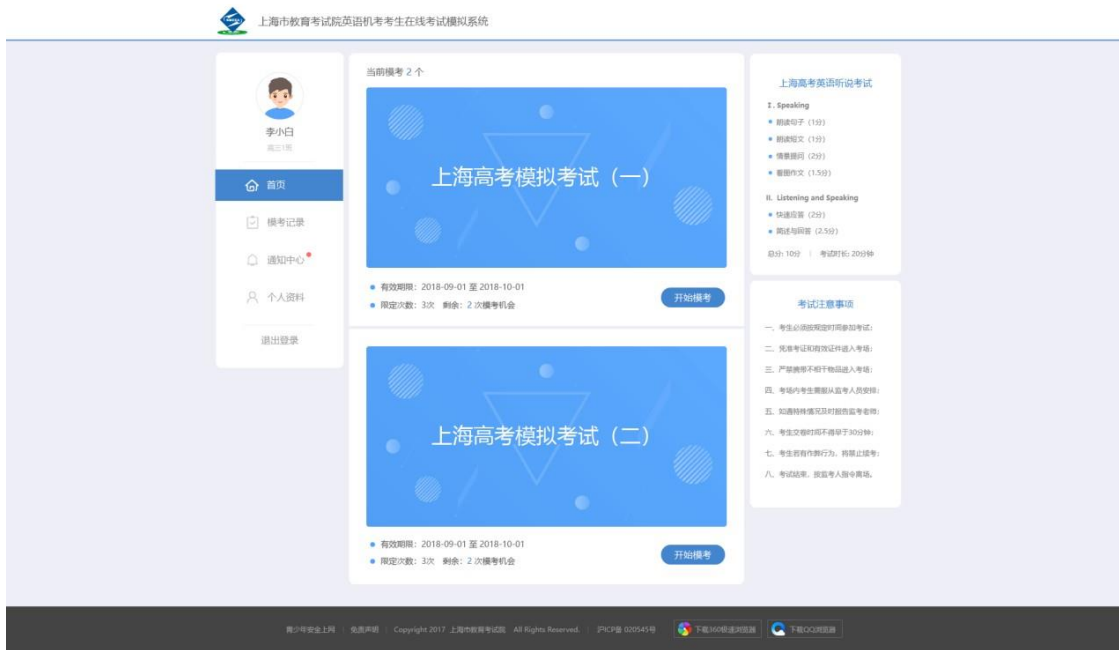 上海市教育考试院英语机考考生在线考试模拟系统
李小白
高三1班
首页
模考记录
通知中心
个人资料
退出登录
当前模考 2 个
上海高考模拟考试（一）
有效期限：2018-09-01 至 2018-10-01
限定次数：3次 剩余：2 次模考机会
开始模考
上海高考模拟考试（二）
有效期限：2018-09-01 至 2018-10-01
限定次数：3次 剩余：2 次模考机会
开始模考
上海高考英语听说考试
I. Speaking
朗读句子（1分）
朗读短文（1分）
情景提问（2分）
看图作文（1.5分）
II. Listening and Speaking
快速应答（2分）
简述与回答（2.5分）
总分: 10分 | 考试时长: 20分钟
考试注意事项
一、考生必须按规定时间参加考试;
二、凭准考证和有效证件进入考场;
三、严禁携带不相干物品进入考场;
四、考场内考生需服从监考人员安排;
五、如遇特殊情况及时报告监考老师;
六、考生交卷时间不得早于30分钟;
七、考生若有作弊行为，将禁止续考;
八、考试结束，按监考人指令离场。
青少年安全上网 | 免责声明 | Copyright 2017 上海市教育考试院 All Rights Reserved. | 沪ICP备 020545号
下载360极速浏览器
下载QQ浏览器